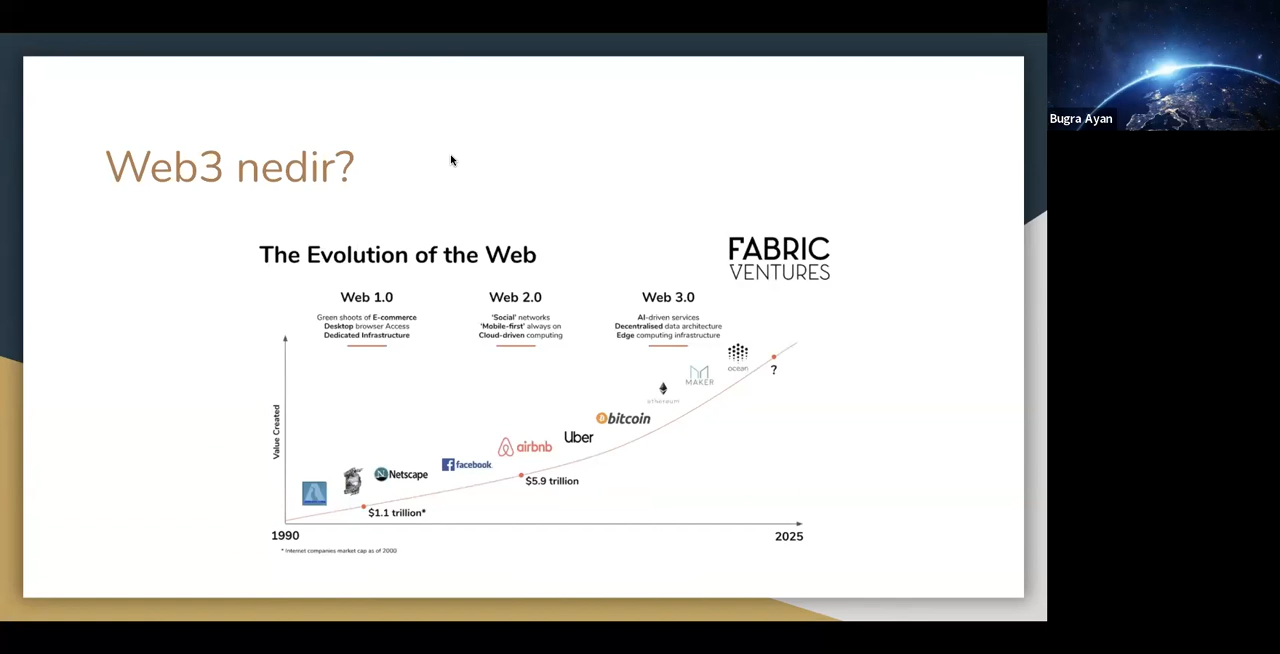 Bugra Ayan
Web3 nedir?
The Evolution of the Web
FABRIC
VENTURES
Web 1.0
Green shoots of E-commerce
Desktop browser Access
Dedicated Infrastructure
Web 2.0
'Social' networks
'Mobile-first' always on
Cloud-driven computing
Web 3.0
AI-driven services
Decentralised data architecture
Edge computing infrastructure
Value Created
ocean
?
MAKER
ethereum
bitcoin
Uber
airbnb
facebook.
Netscape
$5.9 trillion
$1.1 trillion*
1990
2025
* Internet companies market cap as of 2000